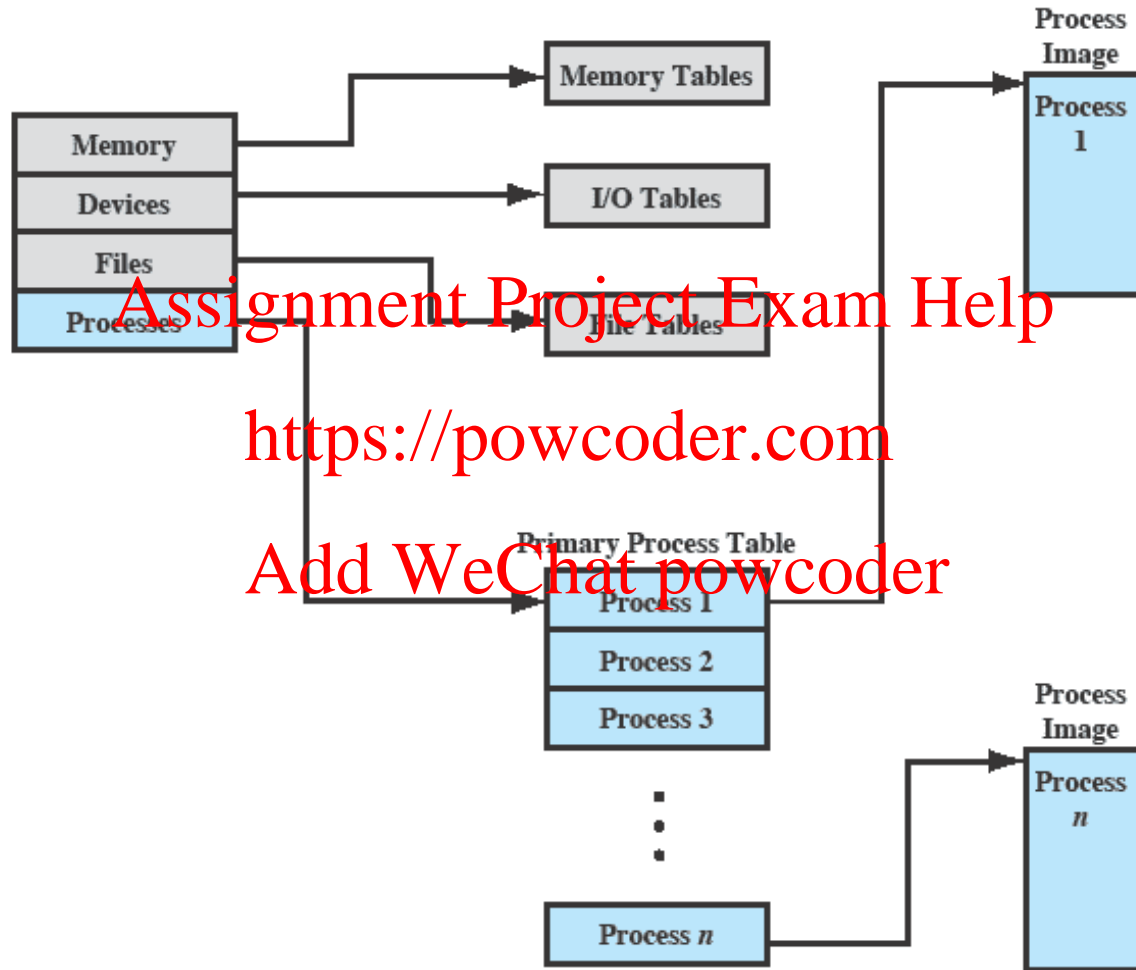 Process
Image
Process
1
Memory Tables
Memory
I/O Tables
Devices
Files
Assignment Project Exam Help
Processes
File Tables
https://powcoder.com
Primary Process Table
Add WeChat powcoder
Process 1
Process 2
Process 3
Process
Image
Process
n
Process n